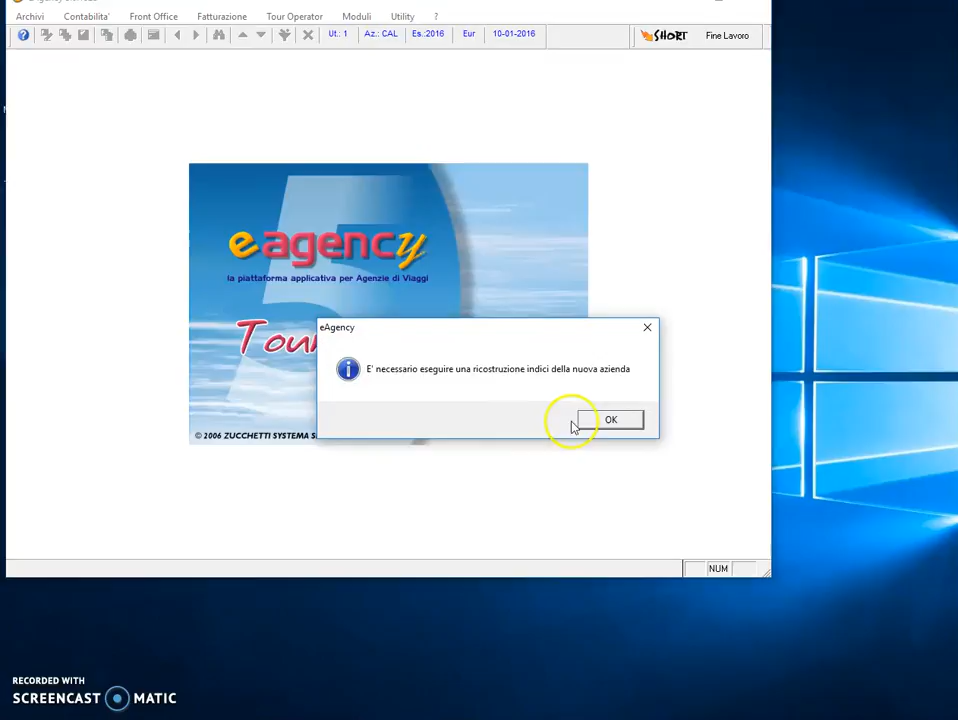 Archivi Contabilita' Front Office Fatturazione Tour Operator Moduli Utility ?
Ut.: 1 Az.: CAL Es.:2016 Eur 10-01-2016 SHORT Fine Lavoro
eagency
la piattaforma applicativa per Agenzie di Viaggi
eAgency
E' necessario eseguire una ricostruzione indici della nuova azienda
OK
© 2006 ZUCCHETTI SYSTEMA
NUM
RECORDED WITH
SCREENCAST MATIC